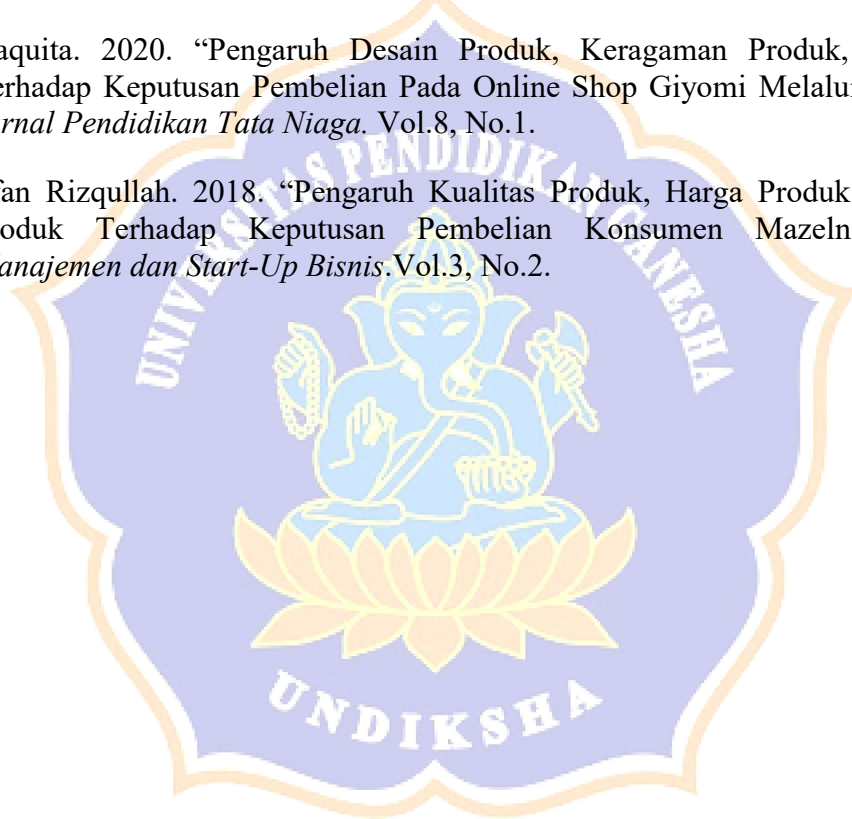 aquita. 2020. “Pengaruh Desain Produk, Keragaman Produk,
erhadap Keputusan Pembelian Pada Online Shop Giyomi Melalui
rnal Pendidikan Tata Niaga. Vol.8, No.1.
fan Rizqullah. 2018. “Pengaruh Kualitas Produk, Harga Produk
oduk Terhadap Keputusan Pembelian Konsumen Mazelni
anajemen dan Start-Up Bisnis.Vol.3, No.2.
UNIVERSITAS PENDIDIKAN GANESHA
UNDIKSHA